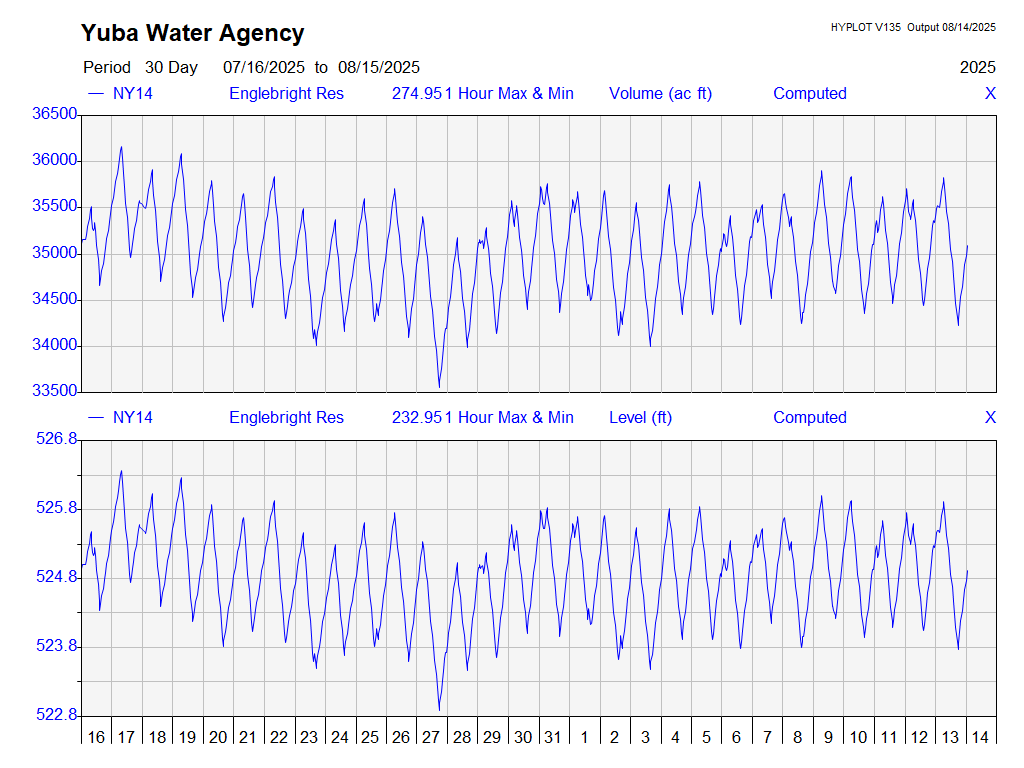 Yuba Water Agency
HYPLOT V135 Output 08/14/2025
Period 30 Day 07/16/2025 to 08/15/2025 2025
NY14 Englebright Res 274.951 Hour Max & Min Volume (ac ft) Computed X
36500
36000
35500
35000
34500
34000
33500
NY14 Englebright Res 232.951 Hour Max & Min Level (ft) Computed X
526.8
525.8
524.8
523.8
522.8
16 17 18 19 20 21 22 23 24 25 26 27 28 29 30 31 1 2 3 4 5 6 7 8 9 10 11 12 13 14